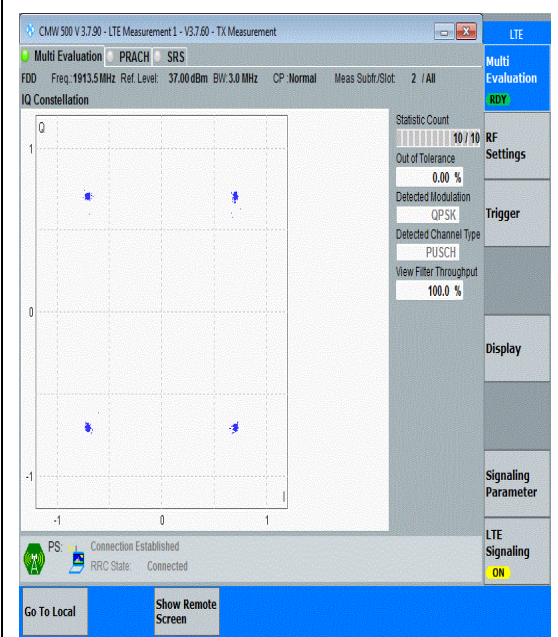 CMW 500 V 3.7.90 - LTE Measurement 1 - V3.7.60 - TX Measurement
LTE
Multi Evaluation PRACH SRS
FDD Freq.:1913.5 MHz Ref. Level: 37.00 dBm BW:3.0 MHz CP :Normal Meas Subfr./Slot: 2 / All
IQ Constellation
Q
1
0
-1
-1 0 1
I
Statistic Count
10 / 10
Out of Tolerance
0.00 %
Detected Modulation
QPSK
Detected Channel Type
PUSCH
View Filter Throughput
100.0 %
Multi
Evaluation
RDY
RF
Settings
Trigger
Display
Signaling
Parameter
LTE
Signaling
ON
PS: Connection Established
RRC State: Connected
Go To Local
Show Remote
Screen